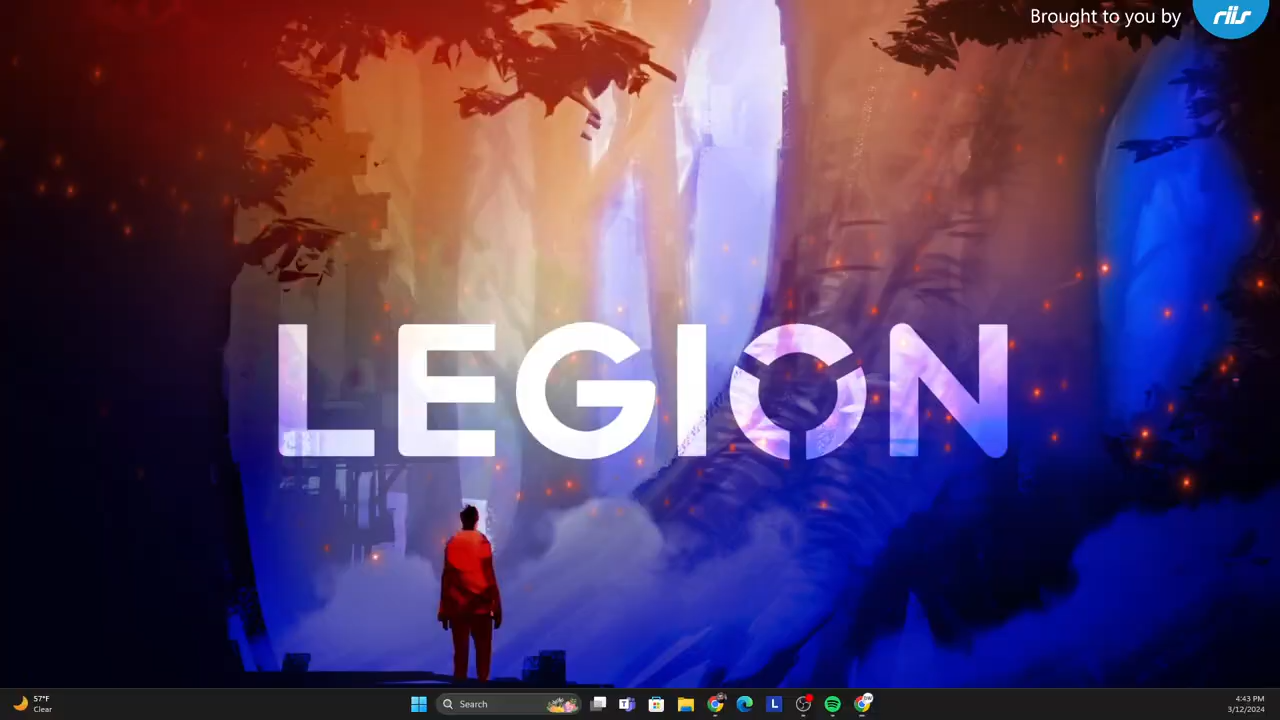 Brought to you by
riis
LEGION
57°F
Clear
Search
4:43 PM
3/12/2024